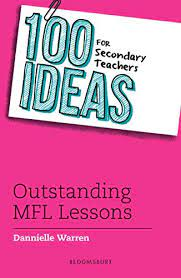 100
FOR
Secondary
Teachers
IDEAS
Outstanding
MFL Lessons
Dannielle Warren
BLOOMSBURY